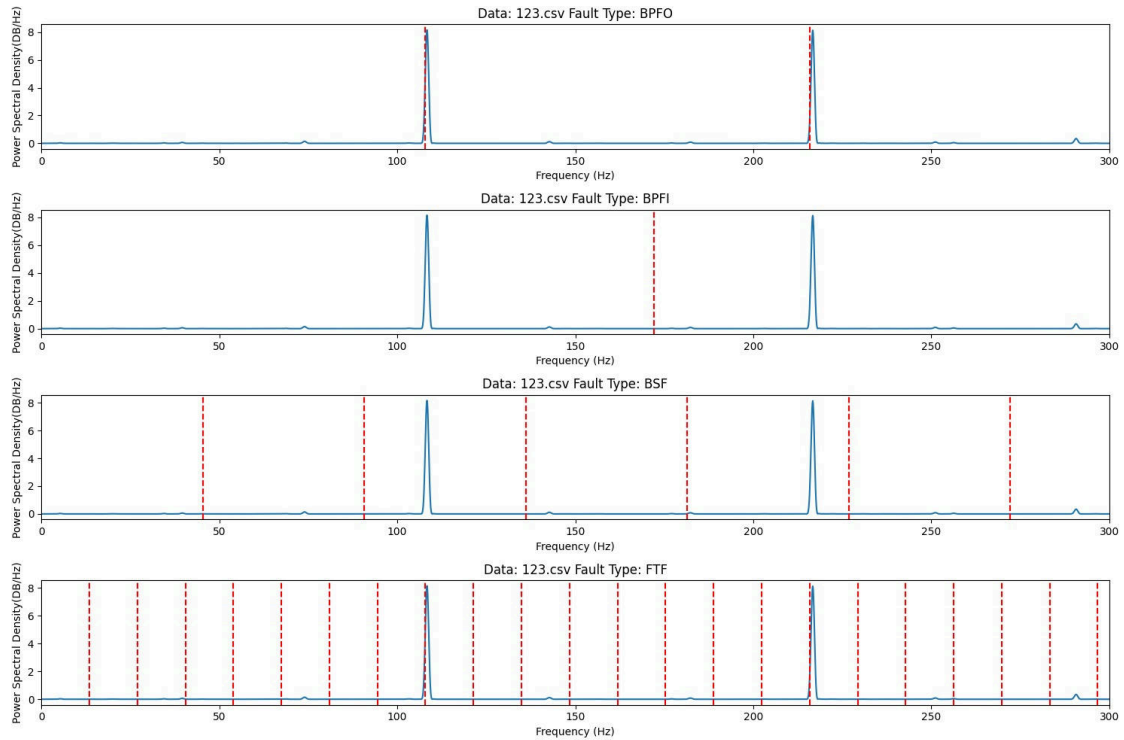 Data: 123.csv Fault Type: BPFO
Power Spectral Density(DB/Hz)
8
6
4
2
0
0 50 100 150 200 250 300
Frequency (Hz)
Data: 123.csv Fault Type: BPFI
Power Spectral Density(DB/Hz)
8
6
4
2
0
0 50 100 150 200 250 300
Frequency (Hz)
Data: 123.csv Fault Type: BSF
Power Spectral Density(DB/Hz)
8
6
4
2
0
0 50 100 150 200 250 300
Frequency (Hz)
Data: 123.csv Fault Type: FTF
Power Spectral Density(DB/Hz)
8
6
4
2
0
0 50 100 150 200 250 300
Frequency (Hz)